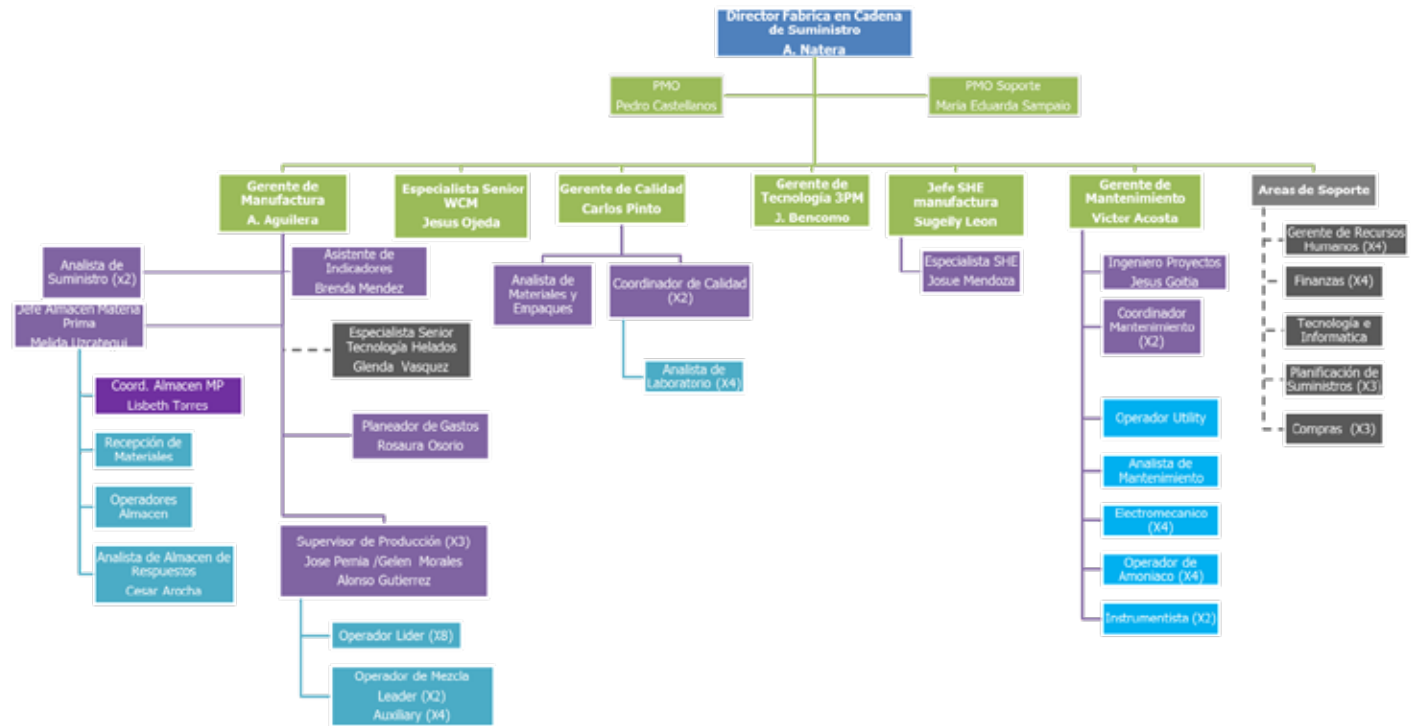 Director Fabrica en Cadena
de Suministro
A. Natera
PMO
Pedro Castellanos
PMO Soporte
Maria Eduarda Sampaio
Gerente de
Manufactura
A. Aguilera
Especialista Senior
WCM
Jesus Ojeda
Gerente de Calidad
Carlos Pinto
Gerente de
Tecnología 3PM
J. Bencomo
Jefe SHE
manufactura
Sugelly Leon
Gerente de
Mantenimiento
Victor Acosta
Areas de Soporte
Analista de
Suministro (x2)
Jefe Almacen Materia
Prima
Melida Uzcategui
Coord. Almacen MP
Lisbeth Torres
Recepción de
Materiales
Operadores
Almacen
Analista de Almacen de
Respuestos
Cesar Arocha
Asistente de
Indicadores
Brenda Mendez
Especialista Senior
Tecnología Helados
Glenda Vasquez
Planeador de Gastos
Rosaura Osorio
Supervisor de Producción (X3)
Jose Pernia /Gelen Morales
Alonso Gutierrez
Operador Lider (X8)
Operador de Mezcla
Leader (X2)
Auxiliary (X4)
Analista de
Materiales y
Empaques
Coordinador de Calidad
(X2)
Analista de
Laboratorio (X4)
Especialista SHE
Josue Mendoza
Ingeniero Proyectos
Jesus Goitia
Coordinador
Mantenimiento
(X2)
Operador Utility
Analista de
Mantenimiento
Electromecanico
(X4)
Operador de
Amoniaco (X4)
Instrumentista (X2)
Gerente de Recursos
Humanos (X4)
Finanzas (X4)
Tecnología e
Informatica
Planificación de
Suministros (X3)
Compras (X3)